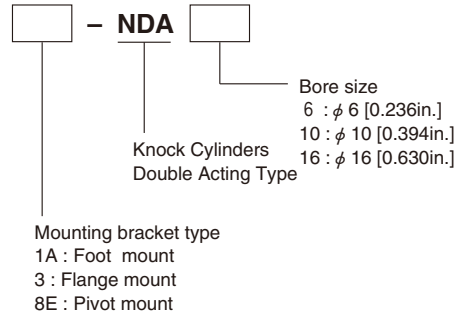 – NDA
Bore size
6 : φ 6 [0.236in.]
10 : φ 10 [0.394in.]
16 : φ 16 [0.630in.]
Knock Cylinders
Double Acting Type
Mounting bracket type
1A : Foot mount
3 : Flange mount
8E : Pivot mount